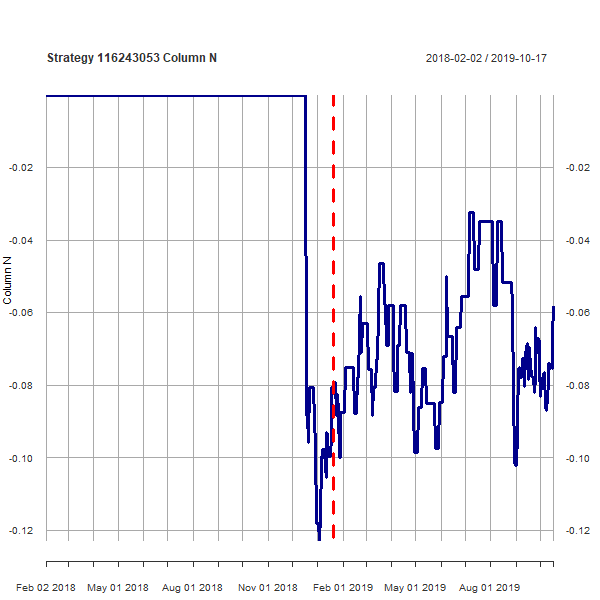 Strategy 116243053 Column N
2018-02-02 / 2019-10-17
-0.02
-0.02
-0.04
-0.04
Column N
-0.06
-0.06
-0.08
-0.08
-0.10
-0.10
-0.12
-0.12
Feb 02 2018
May 01 2018
Aug 01 2018
Nov 01 2018
Feb 01 2019
May 01 2019
Aug 01 2019